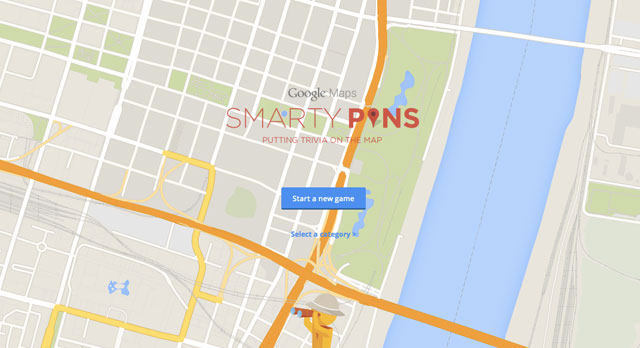 Google Maps
SMARTY PINS
PUTTING TRIVIA ON THE MAP
Start a new game
Select a category >